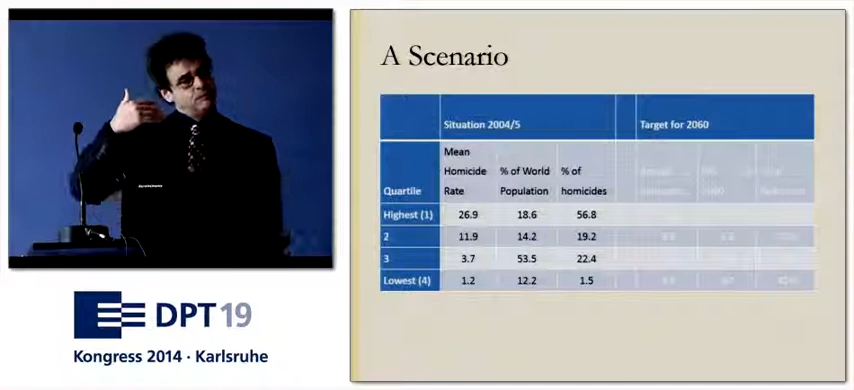 A Scenario
Situation 2004/5 Target for 2060
Quartile Mean Homicide Rate % of World Population % of homicides
Highest (1) 26.9 18.6 56.8
2 11.9 14.2 19.2
3 3.7 53.5 22.4
Lowest (4) 1.2 12.2 1.5
DPT19
Kongress 2014 · Karlsruhe